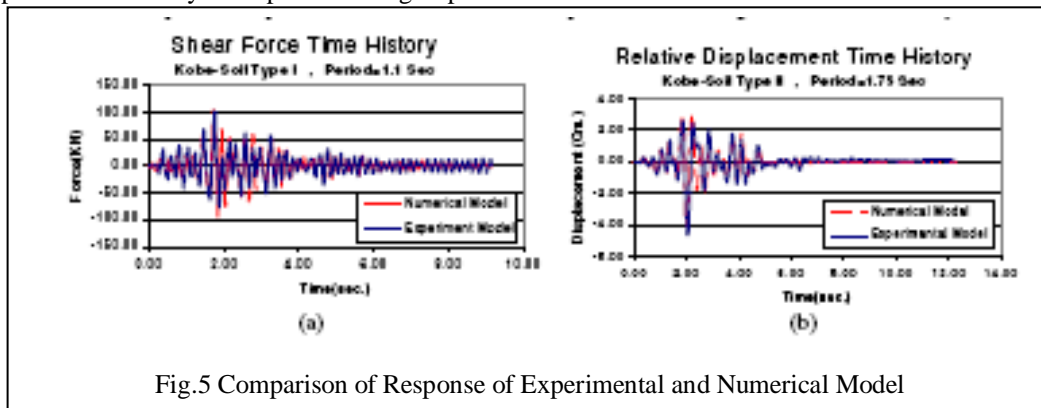 Shear Force Time History
Kobe-Soil Type I , Period=1.1 Sec
150.00
100.00
50.00
0.00
-50.00
-100.00
-150.00
Force(KN)
Numerical Model
Experiment Model
0.00 2.00 4.00 6.00 8.00 10.00
Time(sec.)
(a)
Relative Displacement Time History
Kobe-Soil Type II , Period=1.75 Sec
4.00
2.00
0.00
-2.00
-4.00
-6.00
Displacement (Cm.)
Numerical Model
Experimental Model
0.00 2.00 4.00 6.00 8.00 10.00 12.00 14.00
Time(sec.)
(b)
Fig.5 Comparison of Response of Experimental and Numerical Model